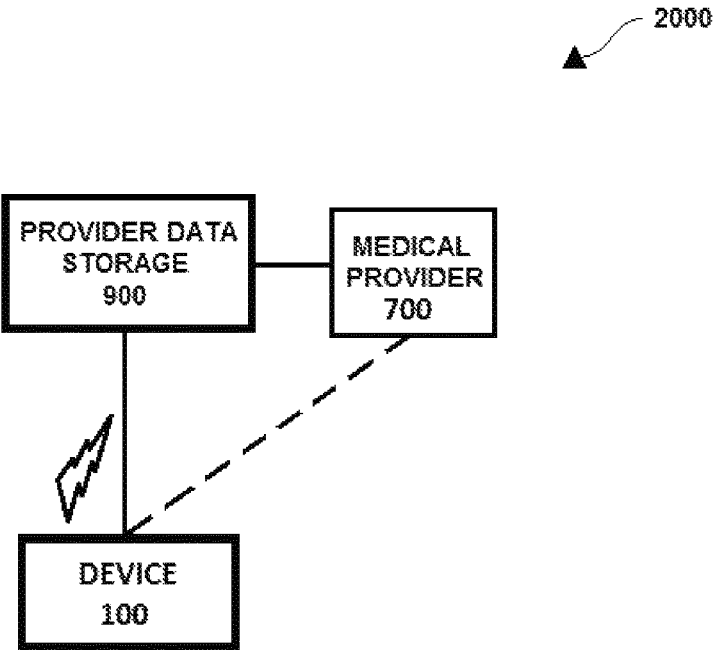 2000
PROVIDER DATA
STORAGE
900
MEDICAL
PROVIDER
700
DEVICE
100